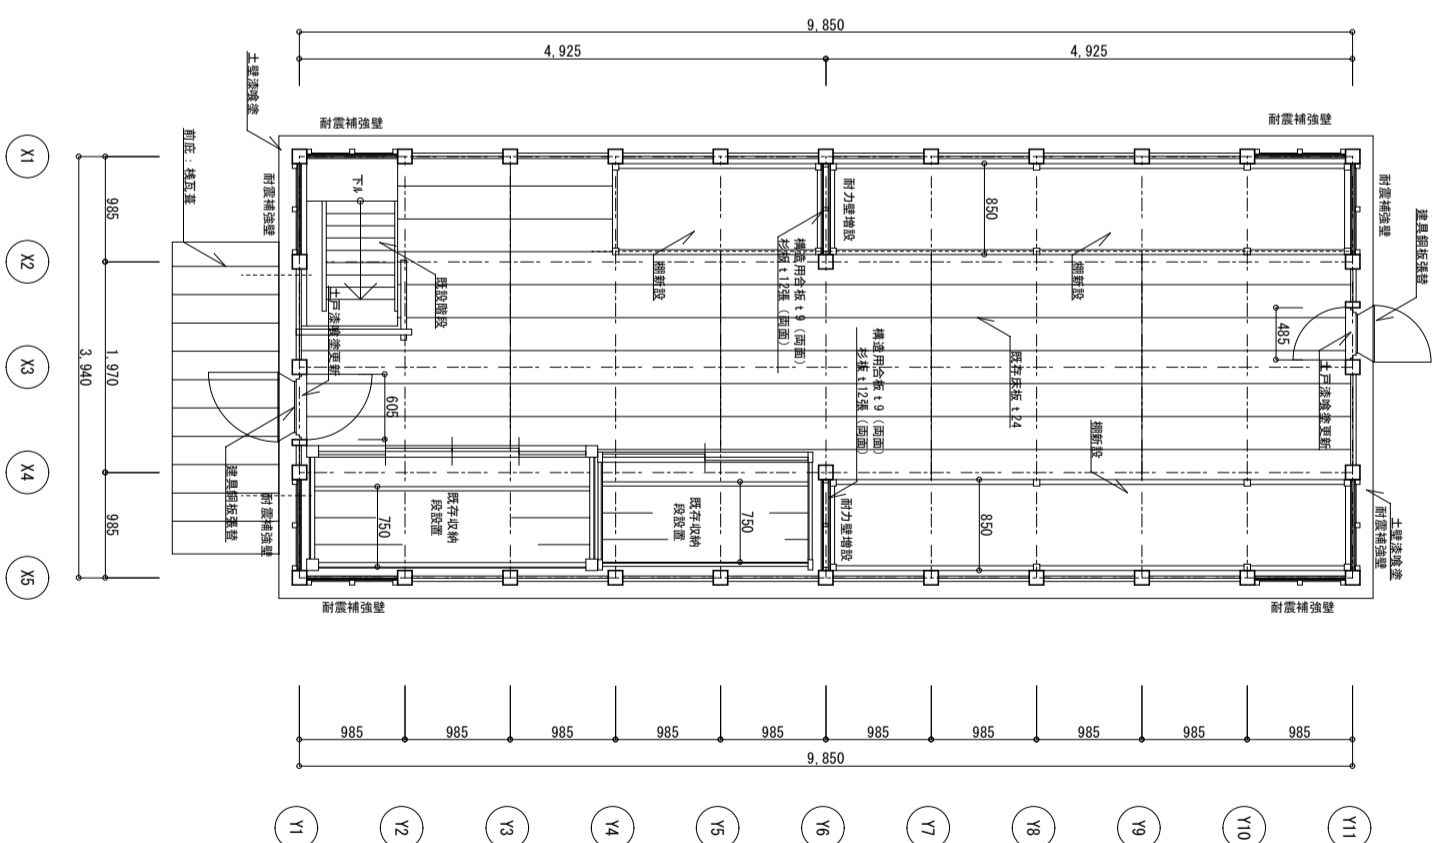 9,850
4,925
4,925
土壁漆喰塗
耐震補強壁
耐震補強壁
前庇：桟瓦葺
耐震補強壁
下ル
耐力壁増設
850
耐震補強壁
建具銅板張替
X1
X2
X3
X4
X5
985
1,970
3,940
985
既設階段
棚新設
構造用合板ｔ9（両面）
杉板ｔ12張（両面）
棚新設
土戸漆喰塗更新
485
土戸漆喰塗更新
605
構造用合板ｔ9（両面）
杉板ｔ12張（両面）
既存床板ｔ24
棚新設
建具銅板張替
耐震補強壁
750
既存収納
段設置
既存収納
段設置
750
耐力壁増設
850
土壁漆喰塗
耐震補強壁
耐震補強壁
耐震補強壁
985
985
985
985
985
985
985
985
985
985
9,850
Y1
Y2
Y3
Y4
Y5
Y6
Y7
Y8
Y9
Y10
Y11